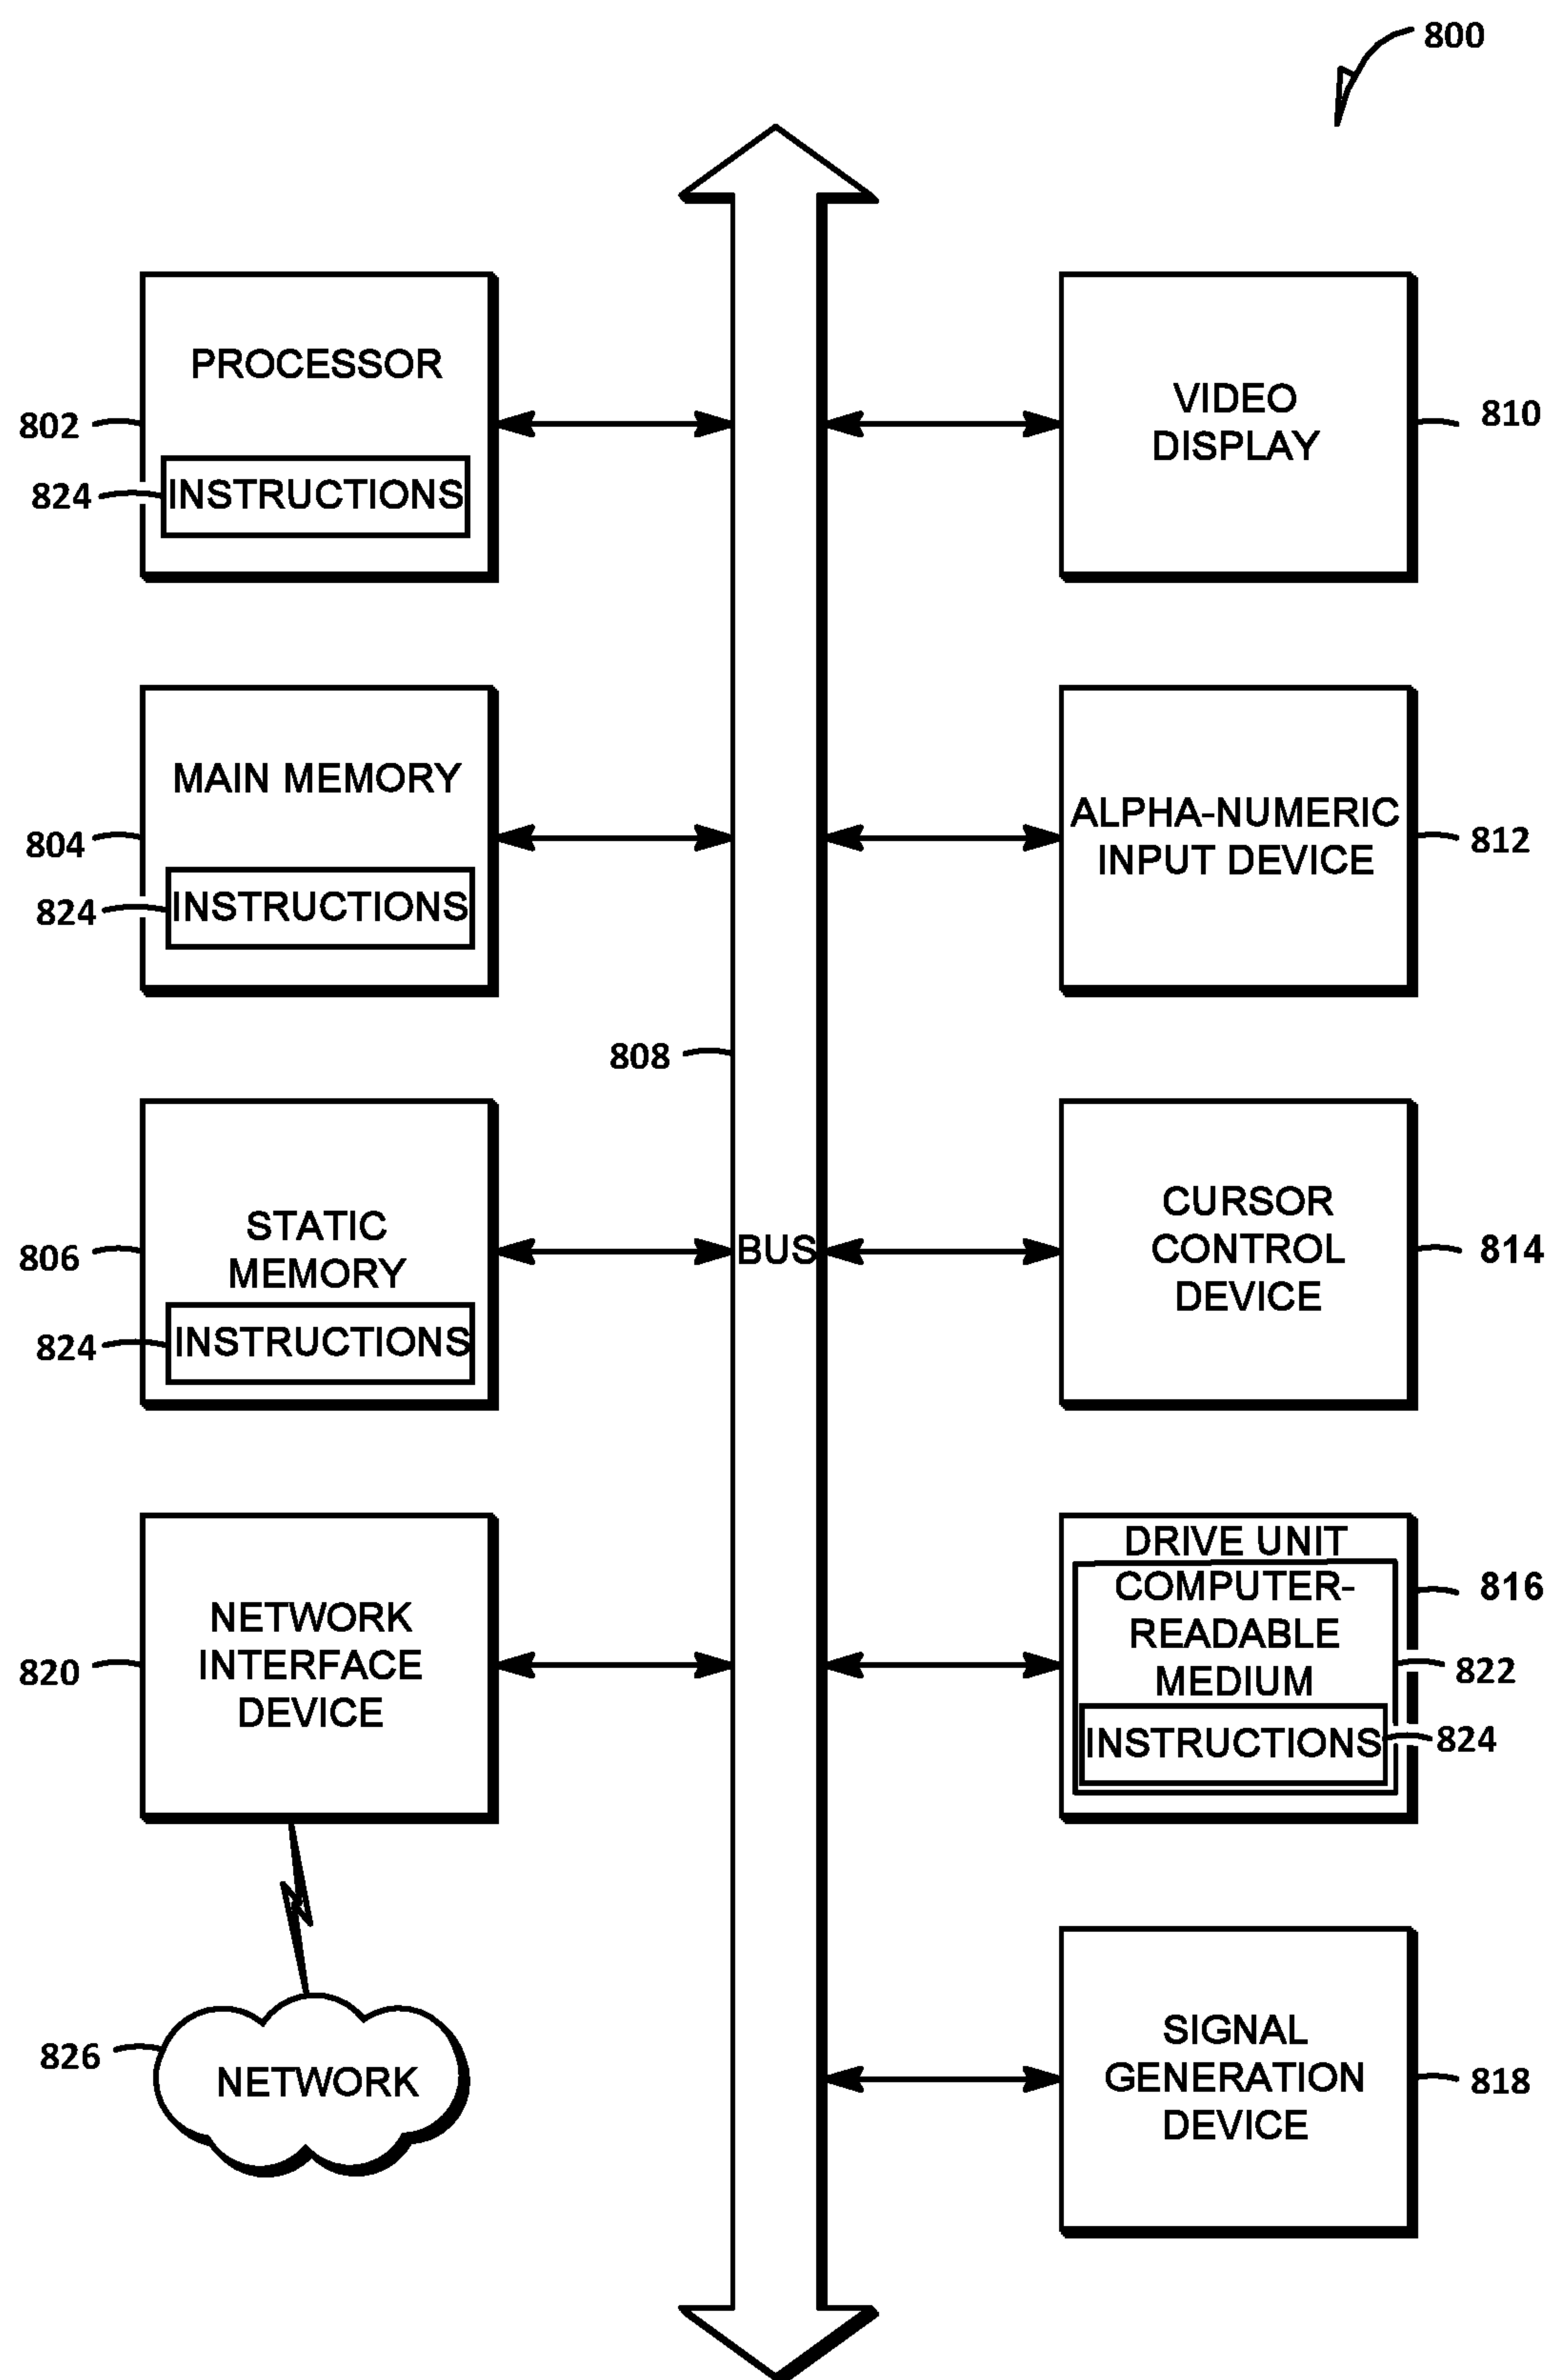 800
PROCESSOR
802
824
INSTRUCTIONS
VIDEO
DISPLAY
810
MAIN MEMORY
804
824
INSTRUCTIONS
ALPHA-NUMERIC
INPUT DEVICE
812
808
BUS
STATIC
MEMORY
806
824
INSTRUCTIONS
CURSOR
CONTROL
DEVICE
814
NETWORK
INTERFACE
DEVICE
820
DRIVE UNIT
COMPUTER-
READABLE
MEDIUM
INSTRUCTIONS
816
822
824
826
NETWORK
SIGNAL
GENERATION
DEVICE
818